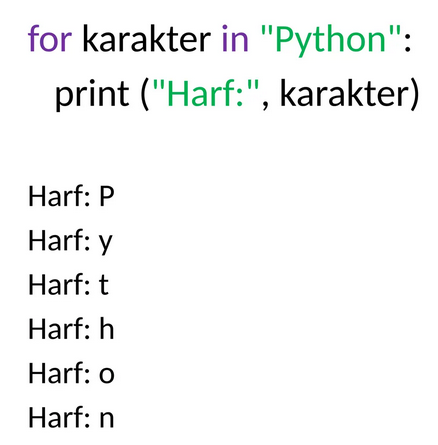 for karakter in "Python":
print ("Harf:", karakter)
Harf: P
Harf: y
Harf: t
Harf: h
Harf: o
Harf: n